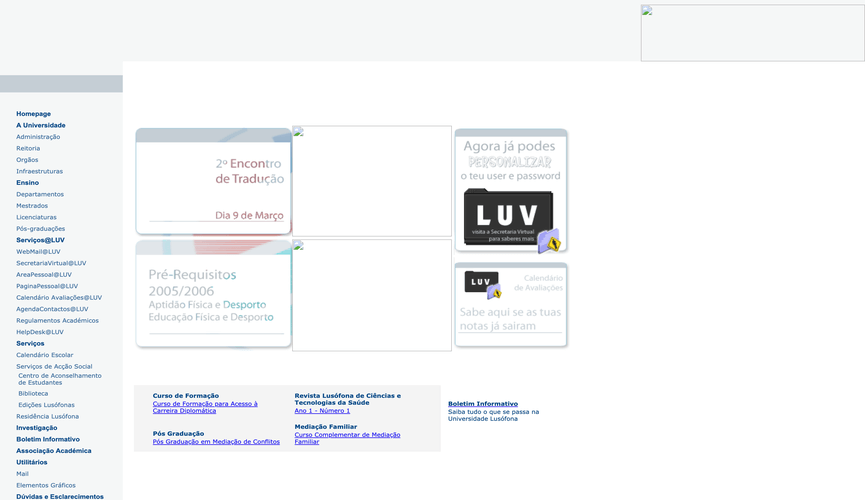 Homepage
A Universidade
Administração
Reitoria
Orgãos
Infraestruturas
Ensino
Departamentos
Mestrados
Licenciaturas
Pós-graduações
Serviços@LUV
WebMail@LUV
SecretariaVirtual@LUV
AreaPessoal@LUV
PaginaPessoal@LUV
Calendário Avaliações@LUV
AgendaContactos@LUV
Regulamentos Académicos
HelpDesk@LUV
Serviços
Calendário Escolar
Serviços de Acção Social
Centro de Aconselhamento
de Estudantes
Biblioteca
Edições Lusófonas
Residência Lusófona
Investigação
Boletim Informativo
Associação Académica
Utilitários
Mail
Elementos Gráficos
Dúvidas e Esclarecimentos
2º Encontro
de Tradução
Dia 9 de Março
Pré-Requisitos
2005/2006
Aptidão Física e Desporto
Educação Física e Desporto
Agora já podes
PERSONALIZAR
o teu user e password
LUV
visita a Secretaria Virtual
para saberes mais
LUV
Calendário
de Avaliações
Sabe aqui se as tuas
notas já sairam
Curso de Formação
Curso de Formação para Acesso à
Carreira Diplomática
Pós Graduação
Pós Graduação em Mediação de Conflitos
Revista Lusófona de Ciências e
Tecnologias da Saúde
Ano 1 - Número 1
Mediação Familiar
Curso Complementar de Mediação
Familiar
Boletim Informativo
Saiba tudo o que se passa na
Universidade Lusófona